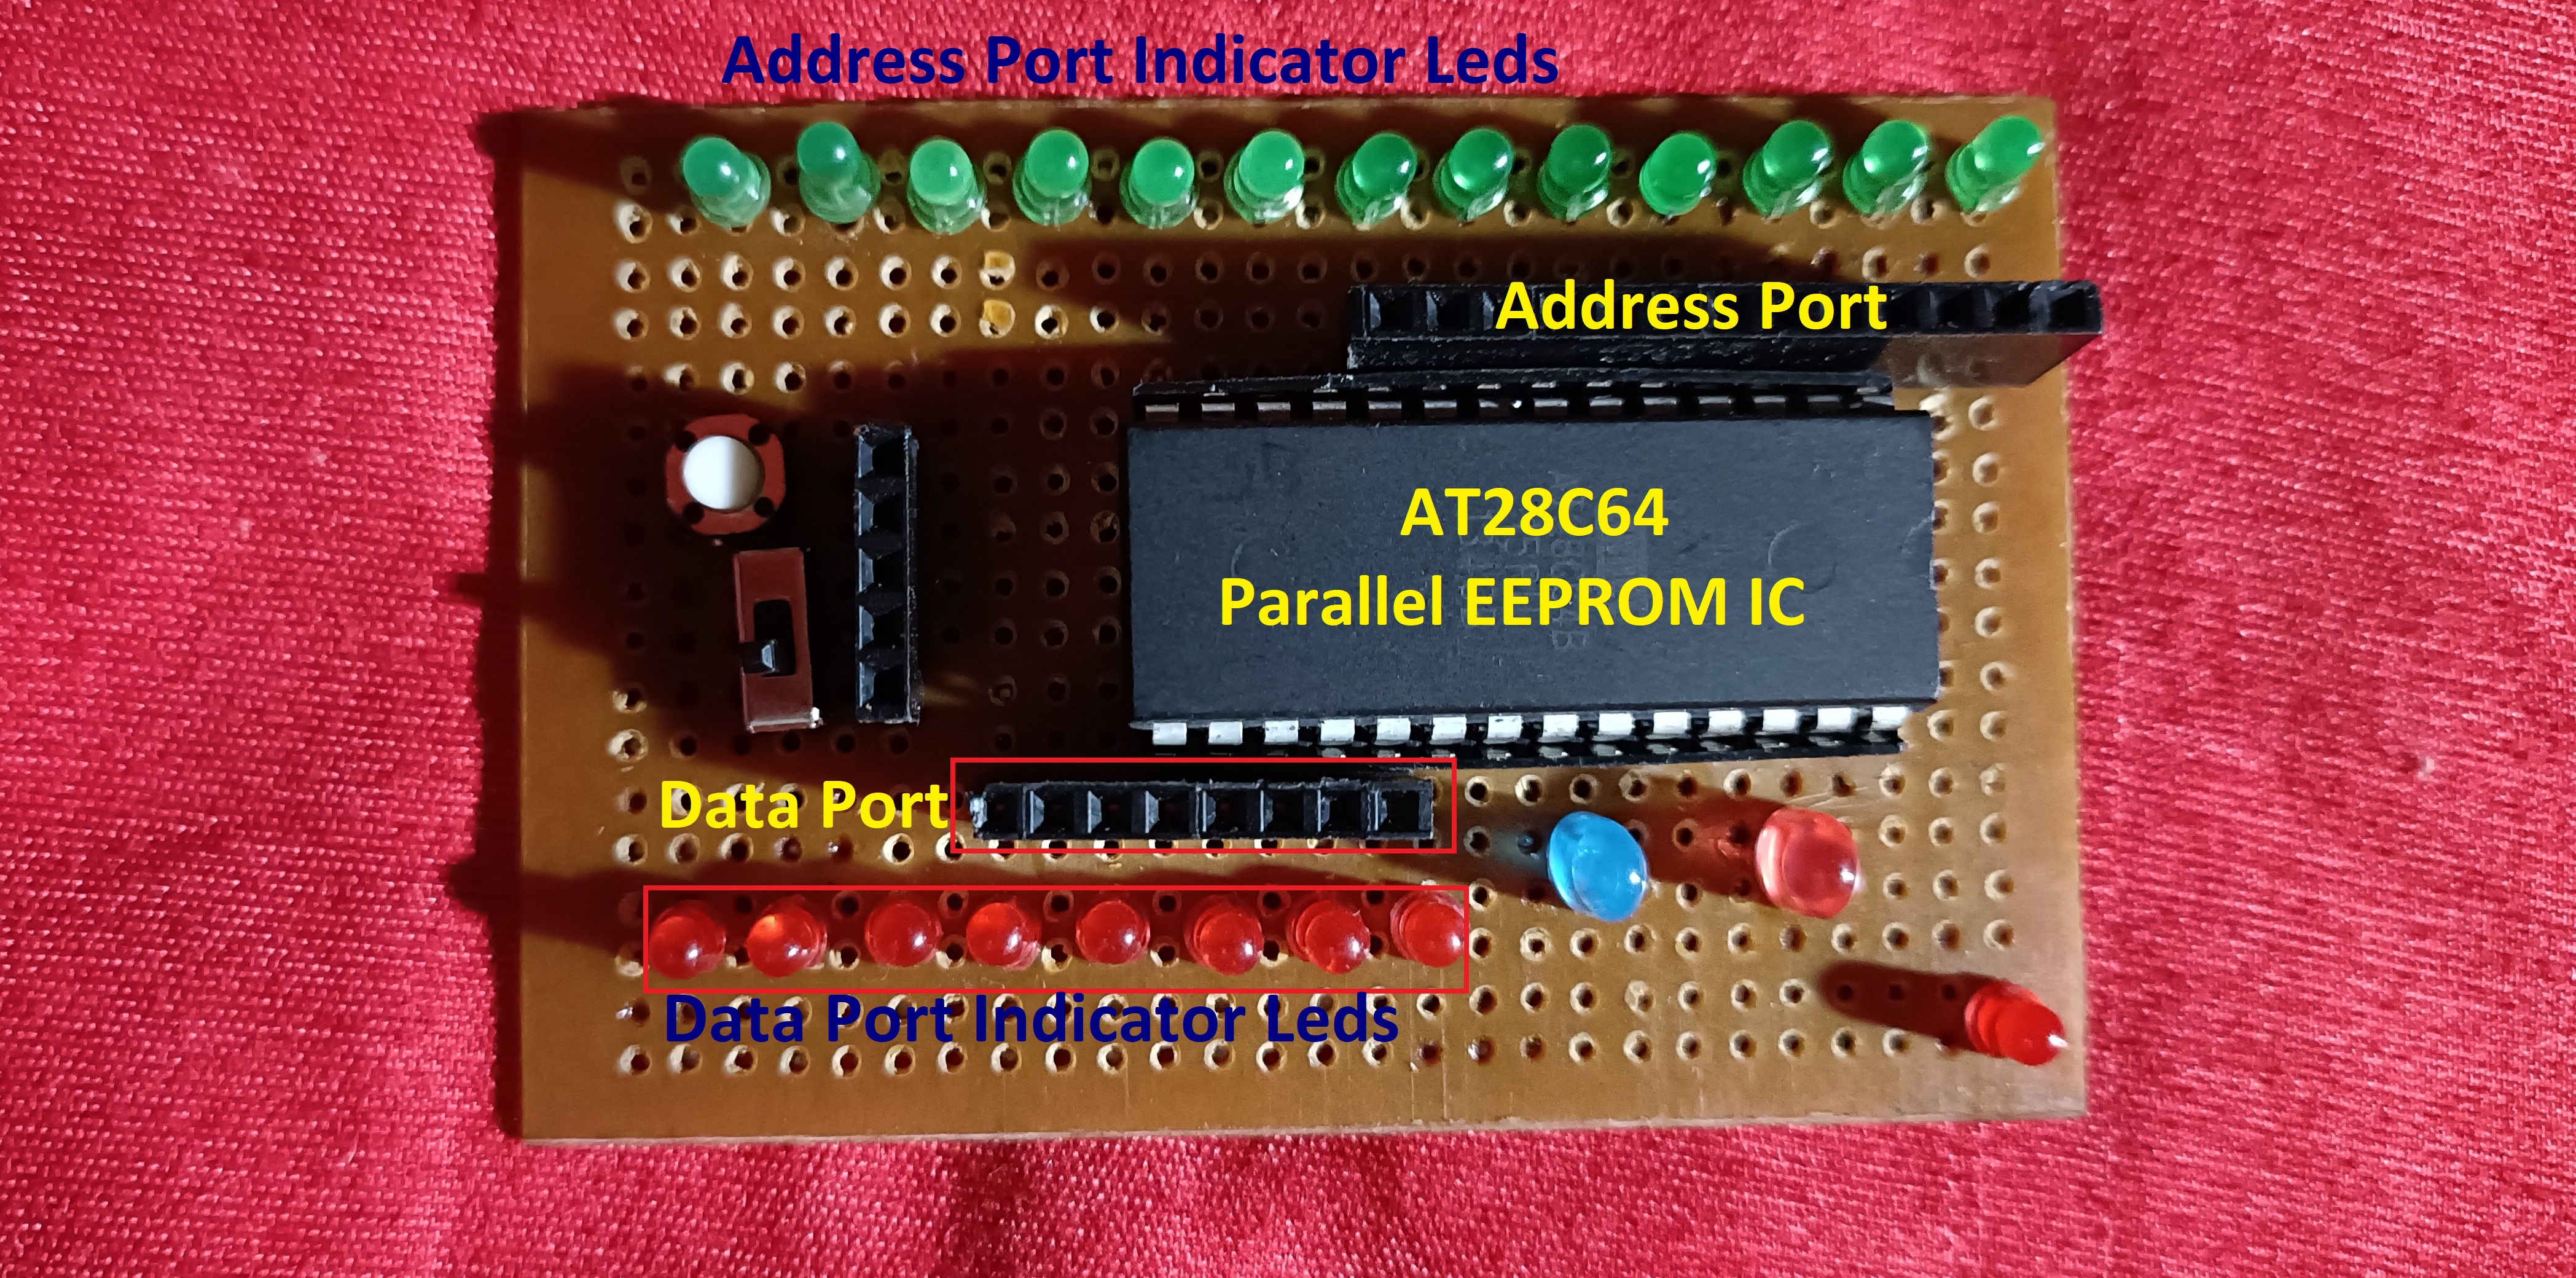 Address Port Indicator Leds
Address Port
AT28C64
Parallel EEPROM IC
Data Port
Data Port Indicator Leds